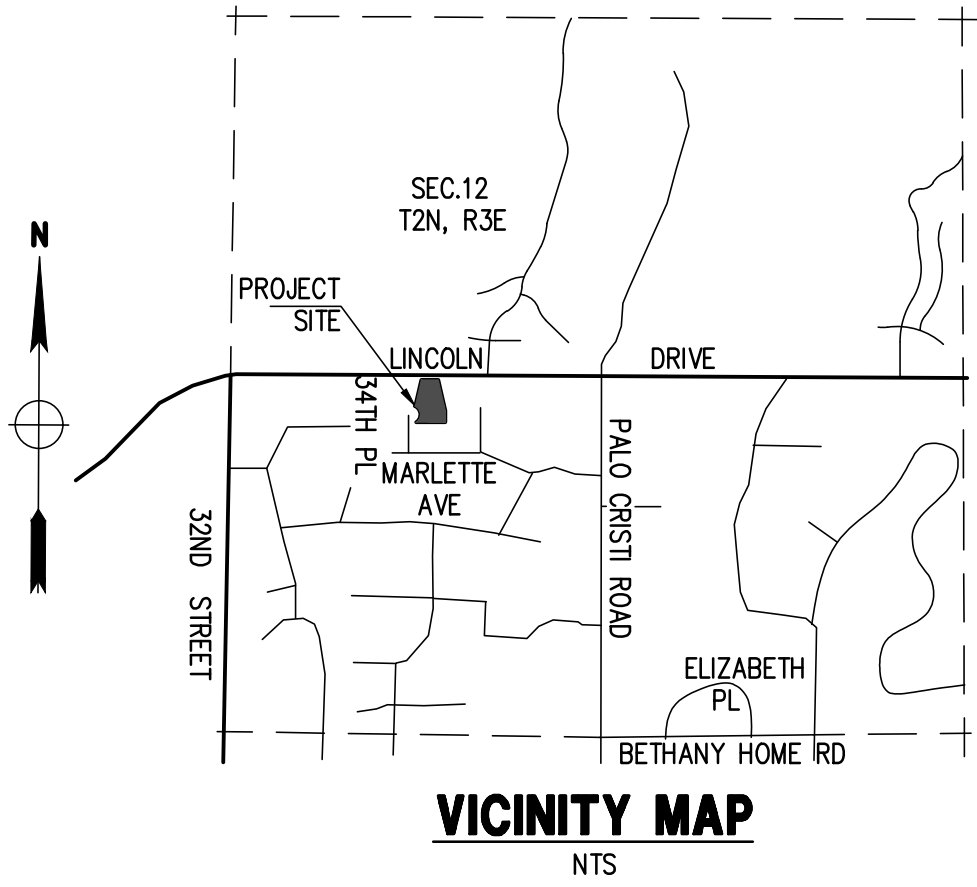 N
SEC.12
T2N, R3E
PROJECT
SITE
LINCOLN DRIVE
34TH PL
MARLETTE
AVE
PALO CRISTI ROAD
32ND STREET
ELIZABETH
PL
BETHANY HOME RD
VICINITY MAP
NTS